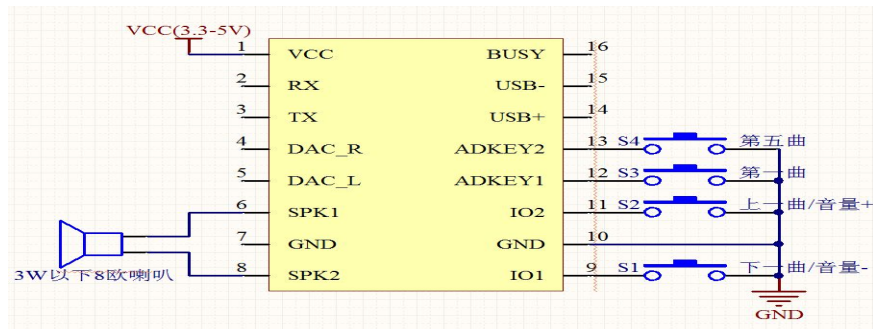 VCC(3.3-5V)
1 VCC BUSY 16
2 RX USB- 15
3 TX USB+ 14
4 DAC_R ADKEY2 13 S4 第五曲
5 DAC_L ADKEY1 12 S3 第一曲
6 SPK1 IO2 11 S2 上一曲/音量+
7 GND GND 10
8 SPK2 IO1 9 S1 下一曲/音量-
3W以下8欧喇叭
GND